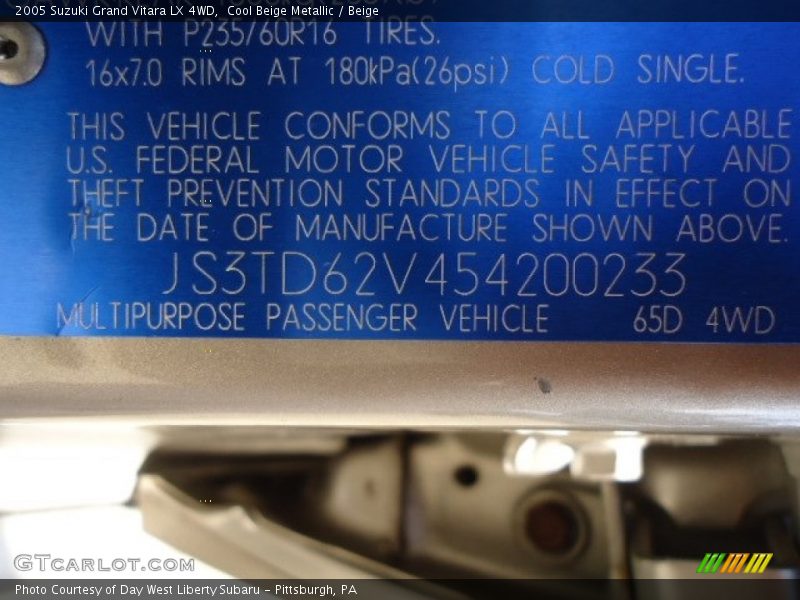 2005 Suzuki Grand Vitara LX 4WD, Cool Beige Metallic / Beige
WITH P235/60R16 TIRES.
16x7.0 RIMS AT 180kPa(26psi) COLD SINGLE.
THIS VEHICLE CONFORMS TO ALL APPLICABLE
U.S. FEDERAL MOTOR VEHICLE SAFETY AND
THEFT PREVENTION STANDARDS IN EFFECT ON
THE DATE OF MANUFACTURE SHOWN ABOVE.
JS3TD62V454200233
MULTIPURPOSE PASSENGER VEHICLE 65D 4WD
GTcarlot.com
Photo Courtesy of Day West Liberty Subaru - Pittsburgh, PA